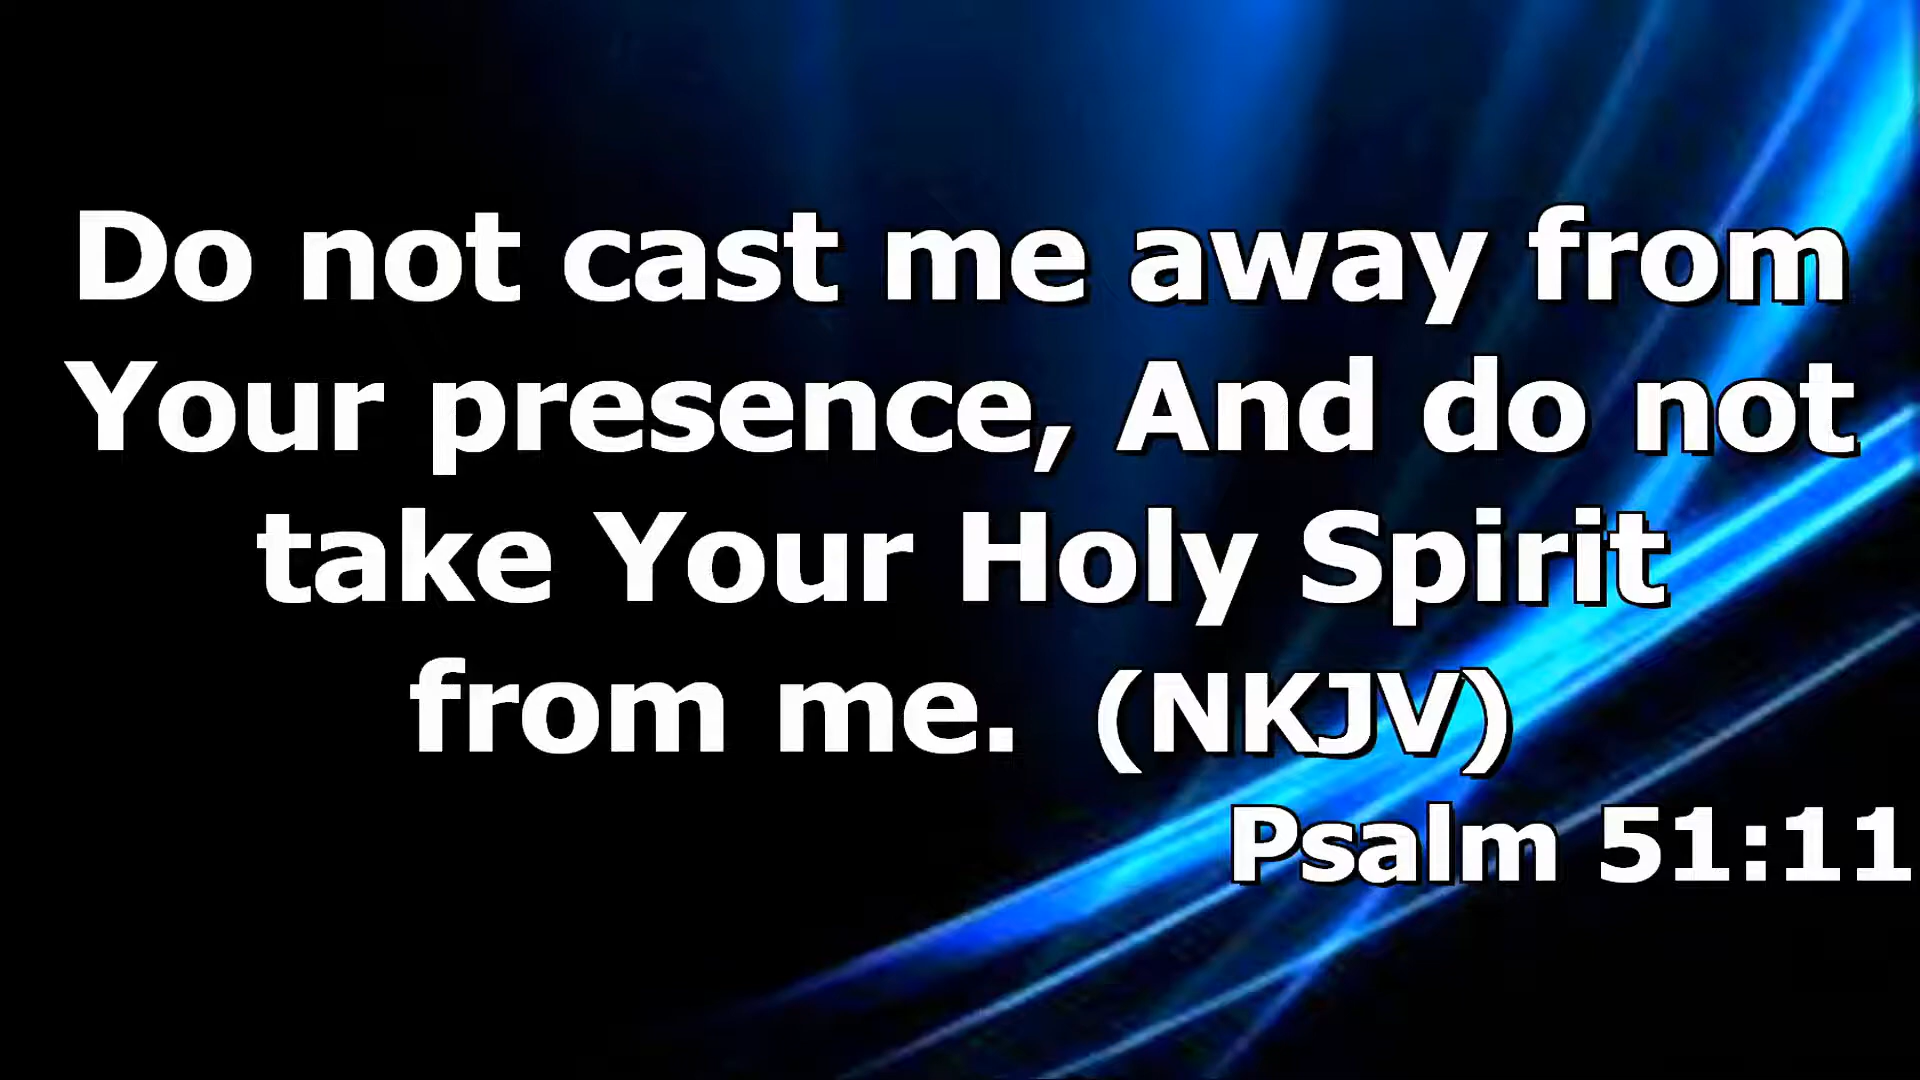 Do not cast me away from
Your presence, And do not
take Your Holy Spirit
from me. (NKJV)
Psalm 51:11